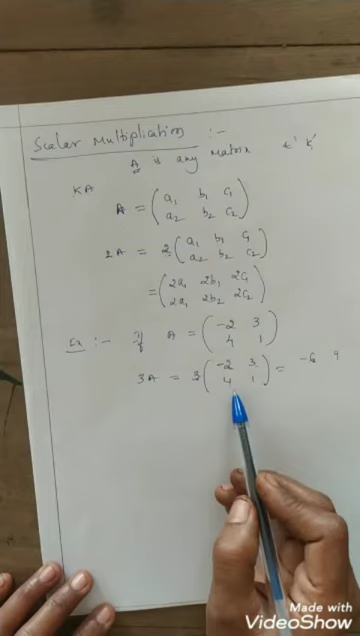 Scalar Multiplication :-
A is any matrix & 'K'
KA
A = ( a₁ b₁ c₁
a₂ b₂ c₂ )
2A = 2 ( a₁ b₁ c₁
a₂ b₂ c₂ )
= ( 2a₁ 2b₁ 2c₁
2a₁ 2b₂ 2c₂ )
Ex :- if A = ( -2 3
4 1 )
3A = 3 ( -2 3
4 1 ) = -6 9
Made with
VideoShow